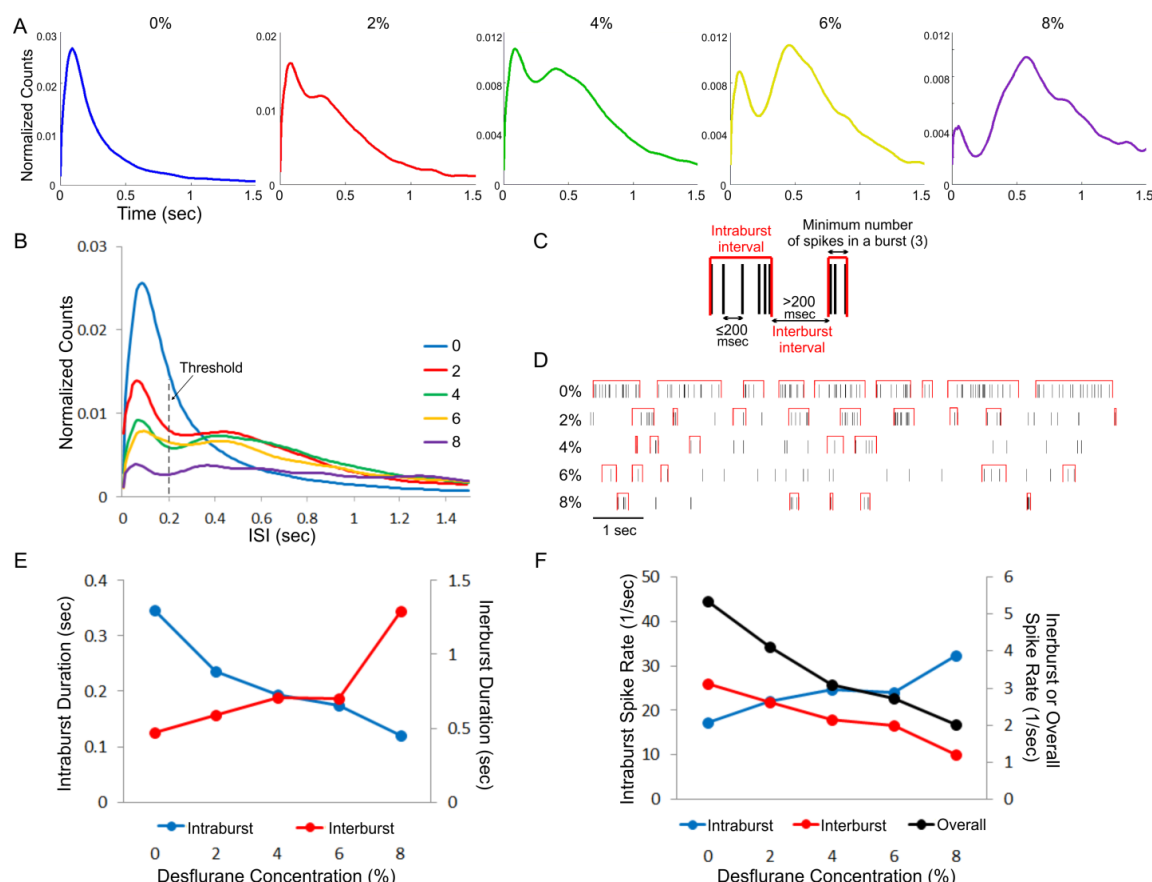 A
0%
2%
4%
6%
8%
Normalized Counts
0.03
0.02
0.01
0
0 0.5 1 1.5
Time (sec)
0.02
0.01
0
0 0.5 1 1.5
0.012
0.008
0.004
0
0 0.5 1 1.5
0.012
0.008
0.004
0
0 0.5 1 1.5
0.012
0.008
0.004
0
0 0.5 1 1.5
B
Normalized Counts
0.03
0.02
0.01
0
0 0.2 0.4 0.6 0.8 1 1.2 1.4
ISI (sec)
Threshold
0
2
4
6
8
C
Intraburst
interval
Minimum number
of spikes in a burst (3)
>200
msec
≤200
msec
Interburst
interval
D
0%
2%
4%
6%
8%
1 sec
E
Intraburst Duration (sec)
0.4
0.3
0.2
0.1
0
1.5
1
0.5
0
Inerburst Duration
(sec)
Intraburst
Interburst
0 2 4 6 8
Desflurane Concentration (%)
F
Intraburst Spike Rate (1/sec)
50
40
30
20
10
0
6
5
4
3
2
1
0
Inerburst or Overall
Spike Rate
(1/sec)
Intraburst
Interburst
Overall
0 2 4 6 8
Desflurane Concentration (%)